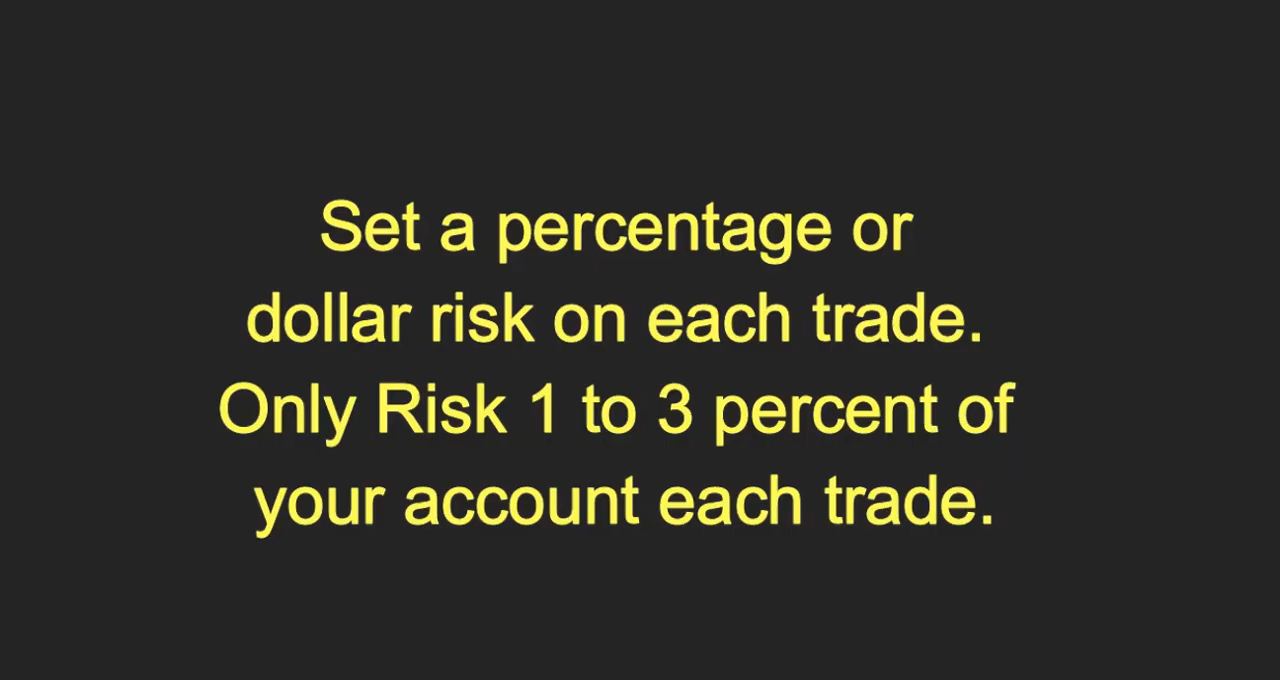 Set a percentage or
dollar risk on each trade.
Only Risk 1 to 3 percent of
your account each trade.